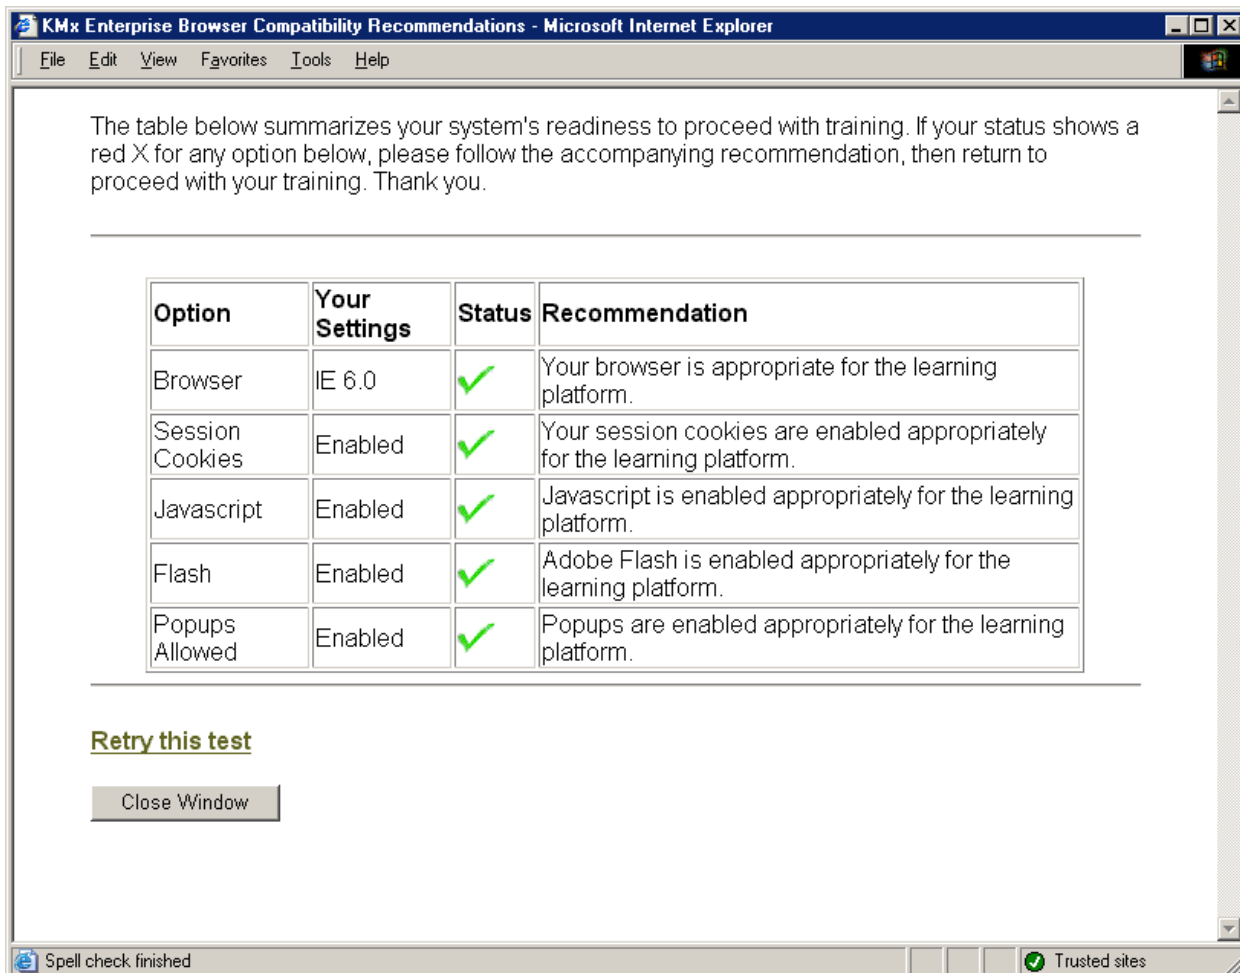 KMx Enterprise Browser Compatibility Recommendations - Microsoft Internet Explorer
File Edit View Favorites Tools Help
The table below summarizes your system's readiness to proceed with training. If your status shows a
red X for any option below, please follow the accompanying recommendation, then return to
proceed with your training. Thank you.
Option Your Settings Status Recommendation
Browser IE 6.0 Your browser is appropriate for the learning
platform.
Session Cookies Enabled Your session cookies are enabled appropriately
for the learning platform.
Javascript Enabled Javascript is enabled appropriately for the learning
platform.
Flash Enabled Adobe Flash is enabled appropriately for the
learning platform.
Popups Allowed Enabled Popups are enabled appropriately for the learning
platform.
Retry this test
Close Window
Spell check finished Trusted sites